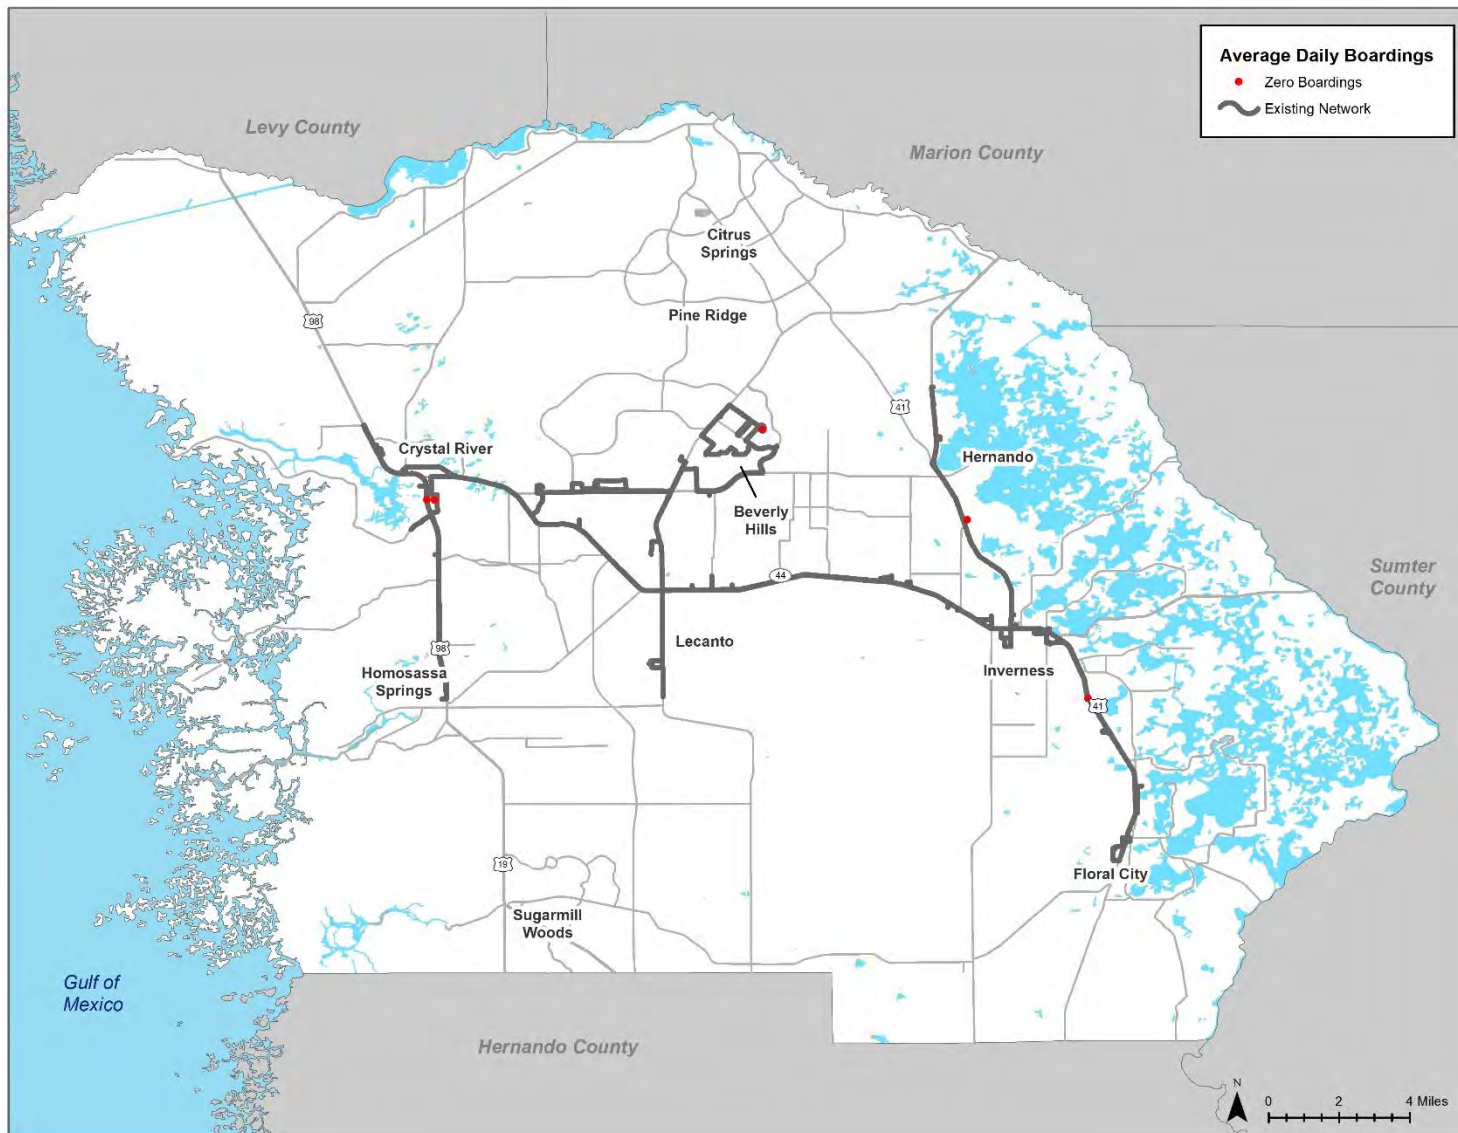 Average Daily Boardings
Zero Boardings
Existing Network
Levy County
Marion County
Citrus
Springs
98
Pine Ridge
41
Crystal River
Hernando
Beverly
Hills
44
Sumter
County
Lecanto
98
Inverness
Homosassa
Springs
41
19
Floral City
Sugarmill
Woods
Gulf of
Mexico
Hernando County
N
0 2 4 Miles